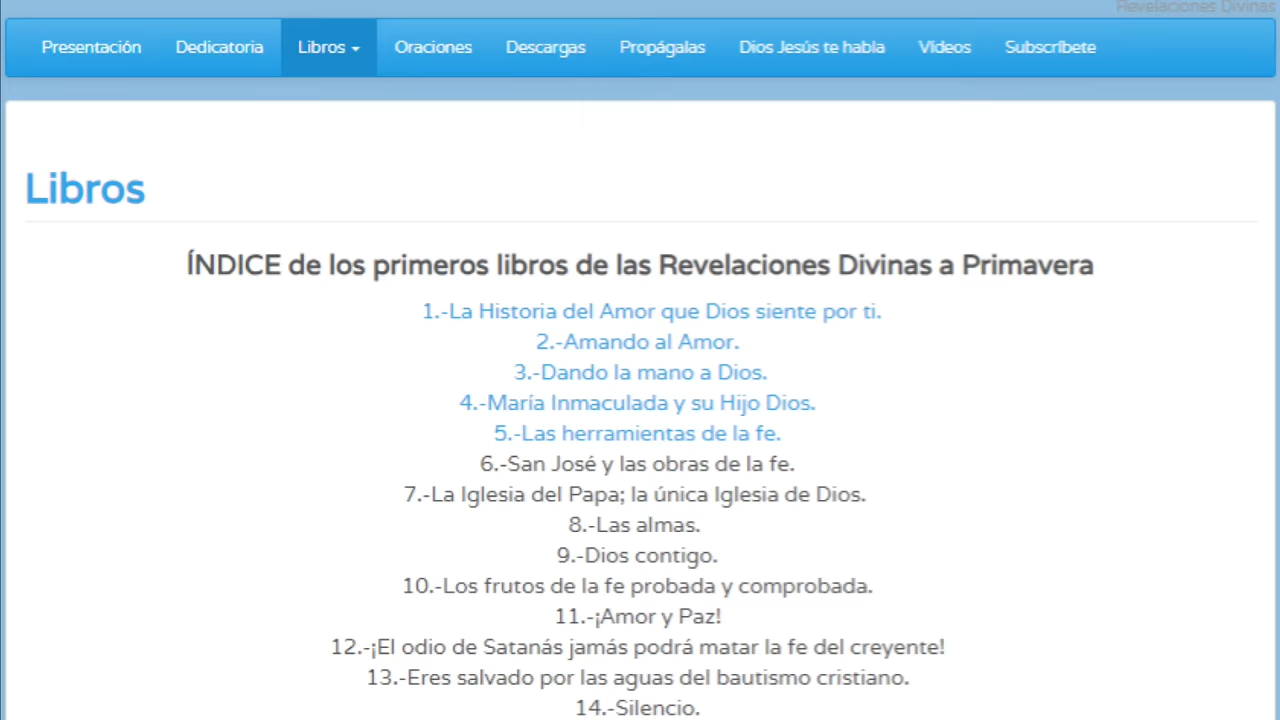 Revelaciones Divinas
Presentación Dedicatoria Libros Oraciones Descargas Propágalas Dios Jesús te habla Videos Subscríbete
Libros
ÍNDICE de los primeros libros de las Revelaciones Divinas a Primavera
1.-La Historia del Amor que Dios siente por ti.
2.-Amando al Amor.
3.-Dando la mano a Dios.
4.-María Inmaculada y su Hijo Dios.
5.-Las herramientas de la fe.
6.-San José y las obras de la fe.
7.-La Iglesia del Papa; la única Iglesia de Dios.
8.-Las almas.
9.-Dios contigo.
10.-Los frutos de la fe probada y comprobada.
11.-¡Amor y Paz!
12.-¡El odio de Satanás jamás podrá matar la fe del creyente!
13.-Eres salvado por las aguas del bautismo cristiano.
14.-Silencio.